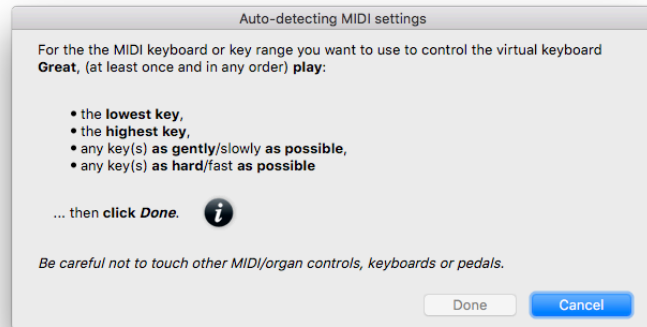 Auto-detecting MIDI settings
For the the MIDI keyboard or key range you want to use to control the virtual keyboard
Great, (at least once and in any order) play:
• the lowest key,
• the highest key,
• any key(s) as gently/slowly as possible,
• any key(s) as hard/fast as possible
... then click Done. i
Be careful not to touch other MIDI/organ controls, keyboards or pedals.
Done Cancel